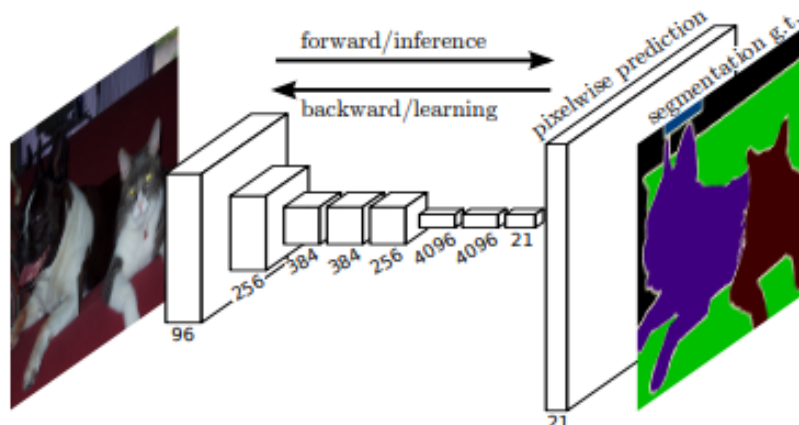 forward/inference
backward/learning
pixelwise prediction
segmentation g.t.
96
256
384
384
256
4096
4096
21
21